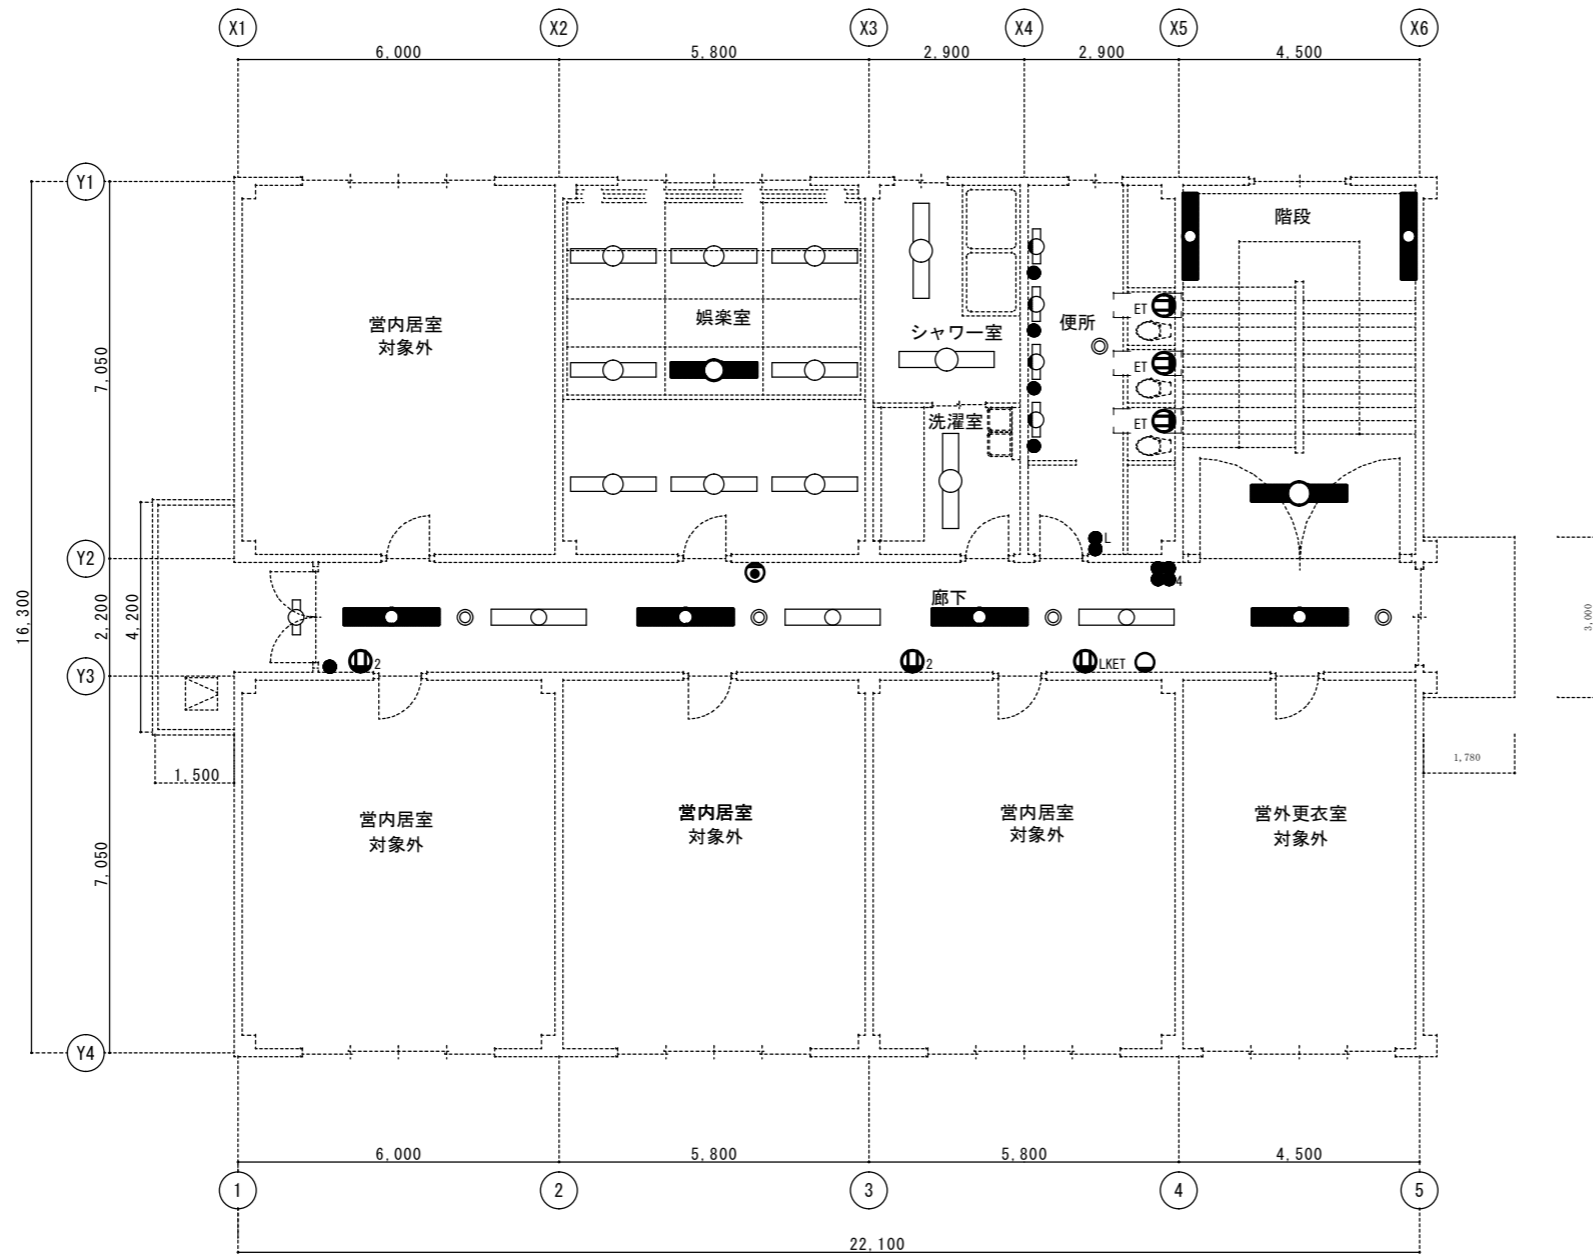 X1 X2 X3 X4 X5 X6
6,000 5,800 2,900 2,900 4,500
Y1
階段
営内居室
対象外
娯楽室
シャワー室
便所
ET
ET
ET
洗濯室
7,050
L
Y2
4
廊下
16,300
2,200
4,200
3,000
2
2
LKET
Y3
1,500
1,780
営内居室
対象外
営内居室
対象外
営内居室
対象外
営外更衣室
対象外
7,050
Y4
6,000 5,800 5,800 4,500
1 2 3 4 5
22,100